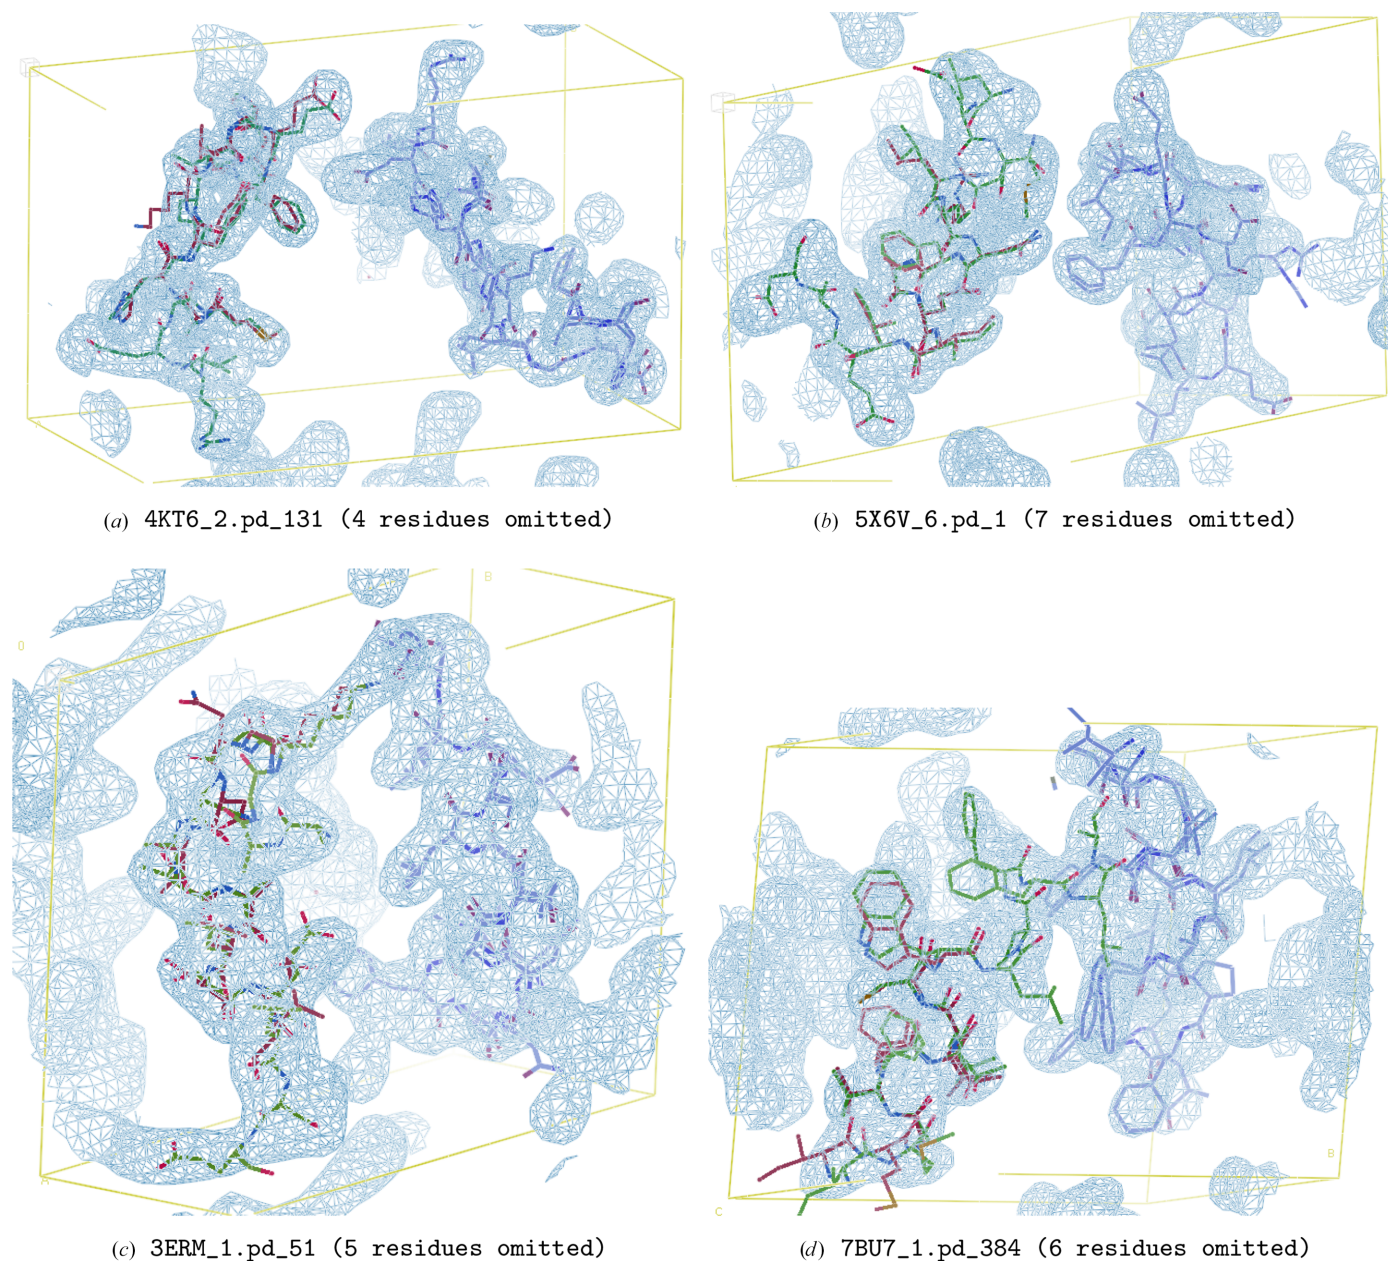 (a) 4KT6_2.pd_131 (4 residues omitted)
(b) 5X6V_6.pd_1 (7 residues omitted)
B
O
A
(c) 3ERM_1.pd_51 (5 residues omitted)
B
C
(d) 7BU7_1.pd_384 (6 residues omitted)